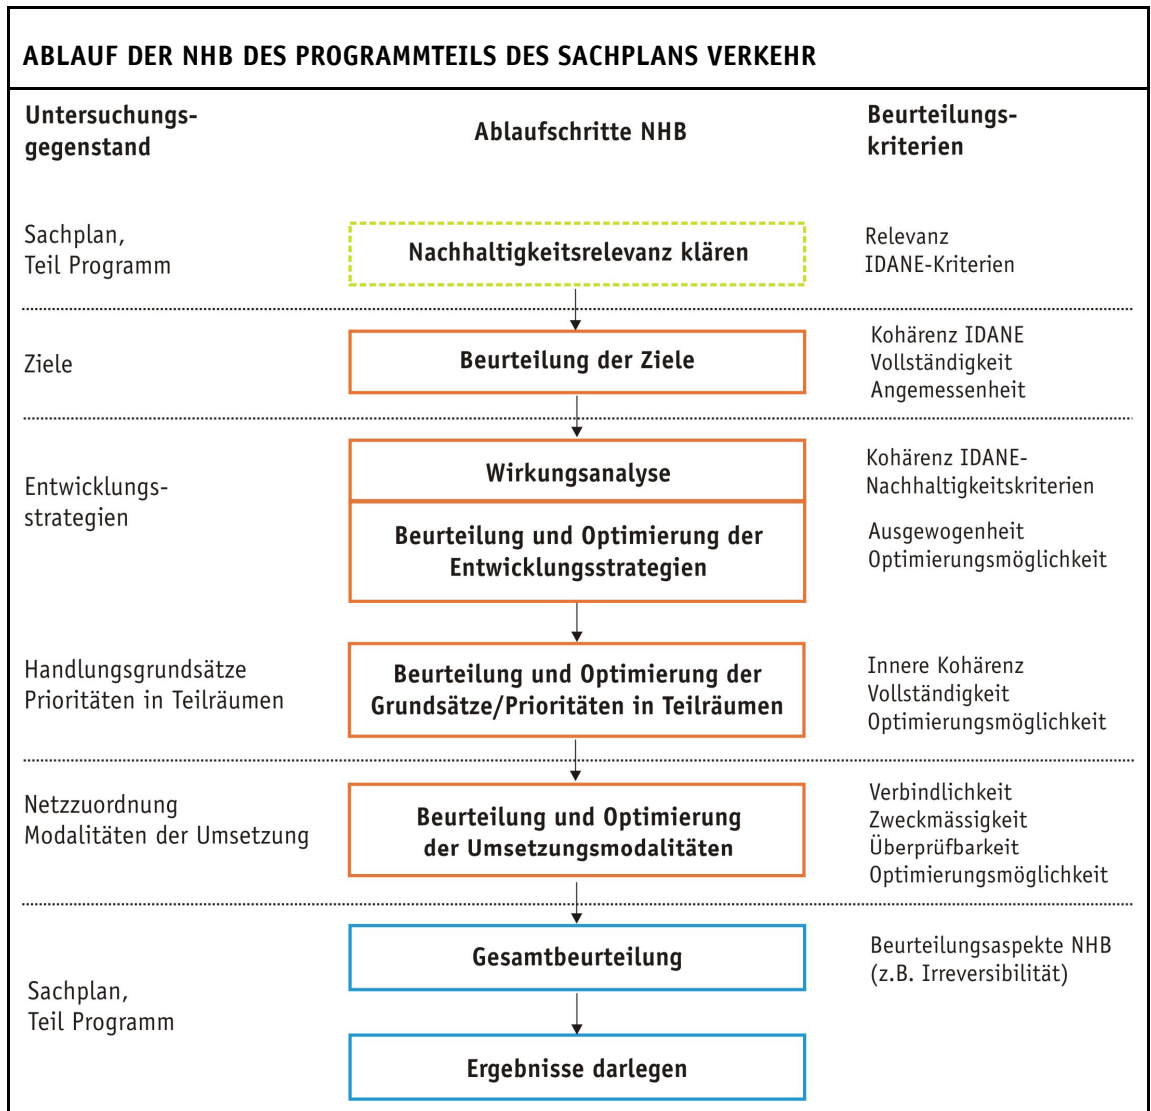 ABLAUF DER NHB DES PROGRAMMTEILS DES SACHPLANS VERKEHR
Untersuchungs-
gegenstand
Ablaufschritte NHB
Beurteilungs-
kriterien
Sachplan,
Teil Programm
Nachhaltigkeitsrelevanz klären
Relevanz
IDANE-Kriterien
Ziele
Beurteilung der Ziele
Kohärenz IDANE
Vollständigkeit
Angemessenheit
Entwicklungs-
strategien
Wirkungsanalyse
Beurteilung und Optimierung der
Entwicklungsstrategien
Kohärenz IDANE-
Nachhaltigkeitskriterien
Ausgewogenheit
Optimierungsmöglichkeit
Handlungsgrundsätze
Prioritäten in Teilräumen
Beurteilung und Optimierung der
Grundsätze/Prioritäten in Teilräumen
Innere Kohärenz
Vollständigkeit
Optimierungsmöglichkeit
Netzzuordnung
Modalitäten der Umsetzung
Beurteilung und Optimierung
der Umsetzungsmodalitäten
Verbindlichkeit
Zweckmässigkeit
Überprüfbarkeit
Optimierungsmöglichkeit
Sachplan,
Teil Programm
Gesamtbeurteilung
Beurteilungsaspekte NHB
(z.B. Irreversibilität)
Ergebnisse darlegen